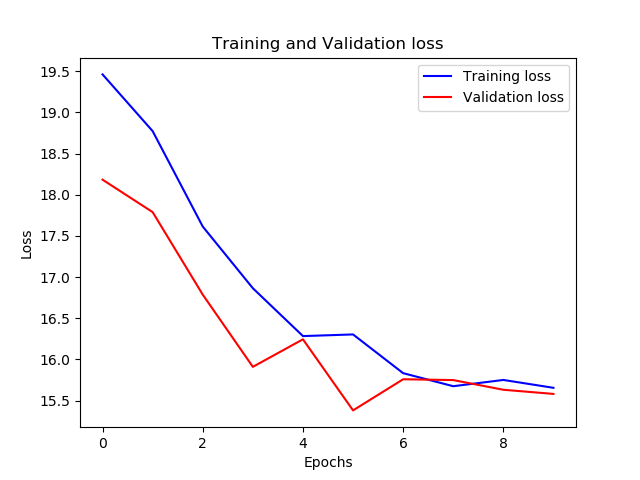 Training and Validation loss
Training loss
Validation loss
19.5
19.0
18.5
18.0
17.5
17.0
16.5
16.0
15.5
Loss
0
2
4
6
8
Epochs